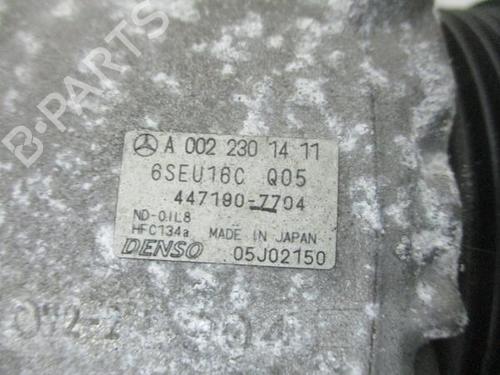 B-PARTS
A 002 230 14 11
6SEU16C Q05
447190-7704
ND-OIL8
HFC134a MADE IN JAPAN
DENSO 05J02150